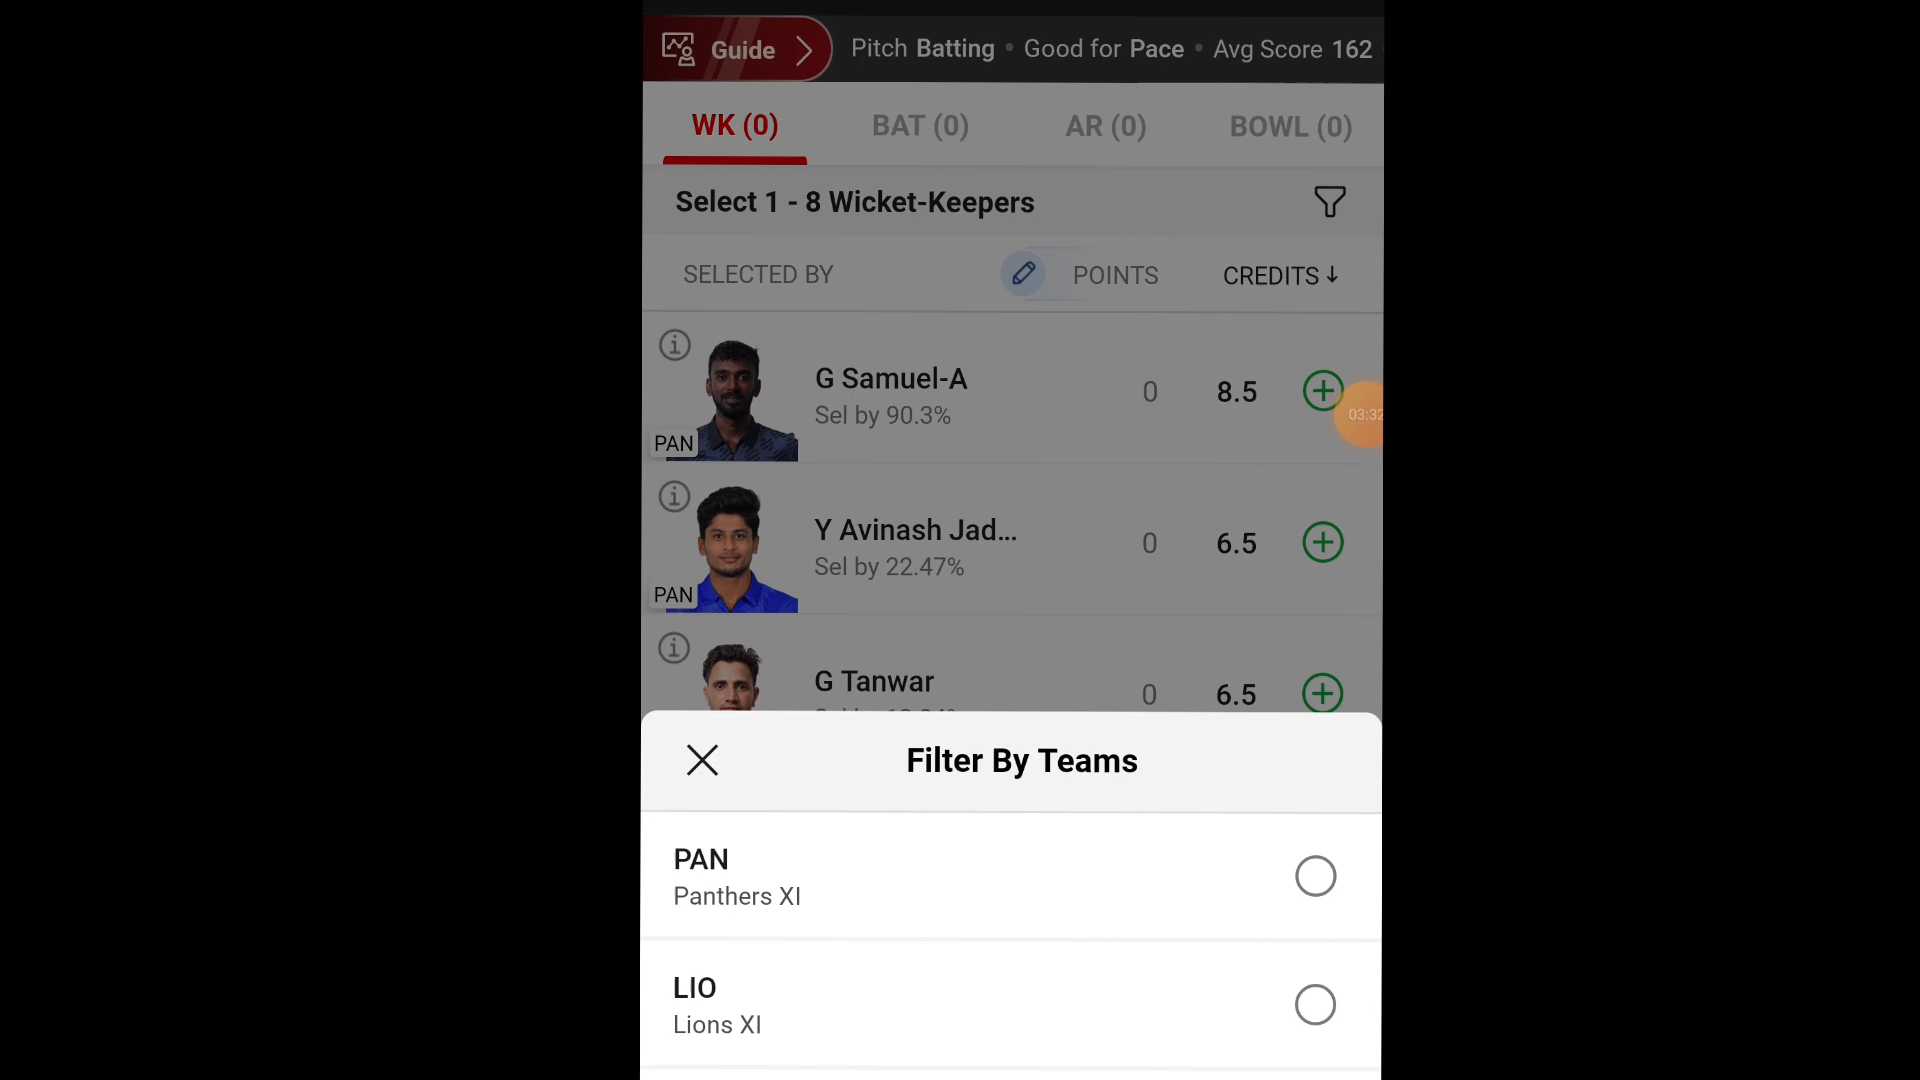 Guide
Pitch Batting • Good for Pace • Avg Score 162
WK (0) BAT (0) AR (0) BOWL (0)
Select 1 - 8 Wicket-Keepers
SELECTED BY POINTS CREDITS ↓
G Samuel-A 0 8.5
Sel by 90.3%
PAN
03:32
Y Avinash Jad... 0 6.5
Sel by 22.47%
PAN
G Tanwar 0 6.5
Filter By Teams
PAN
Panthers XI
LIO
Lions XI